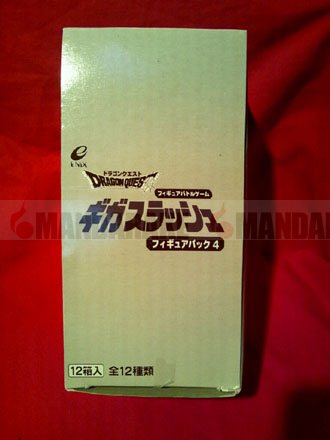 ENIX
ドラゴンクエスト
DRAGON QUEST
フィギュアバトルゲーム
ギガスラッシュ
フィギュアパック4
MANDA
12箱入 全12種類